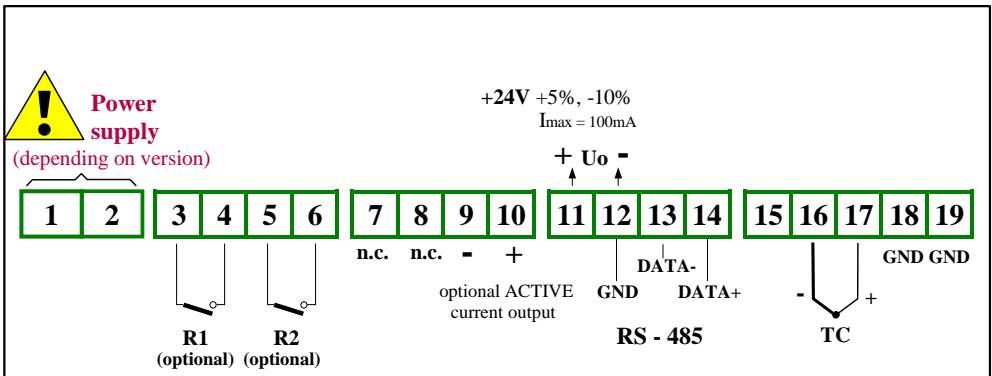 !
Power
supply
(depending on version)
+24V +5%, -10%
Imax = 100mA
+ Uo -
1 2 3 4 5 6 7 8 9 10 11 12 13 14 15 16 17 18 19
n.c. n.c. - +
optional ACTIVE
current output
GND DATA- DATA+
RS - 485
GND GND
- +
TC
R1 R2
(optional) (optional)